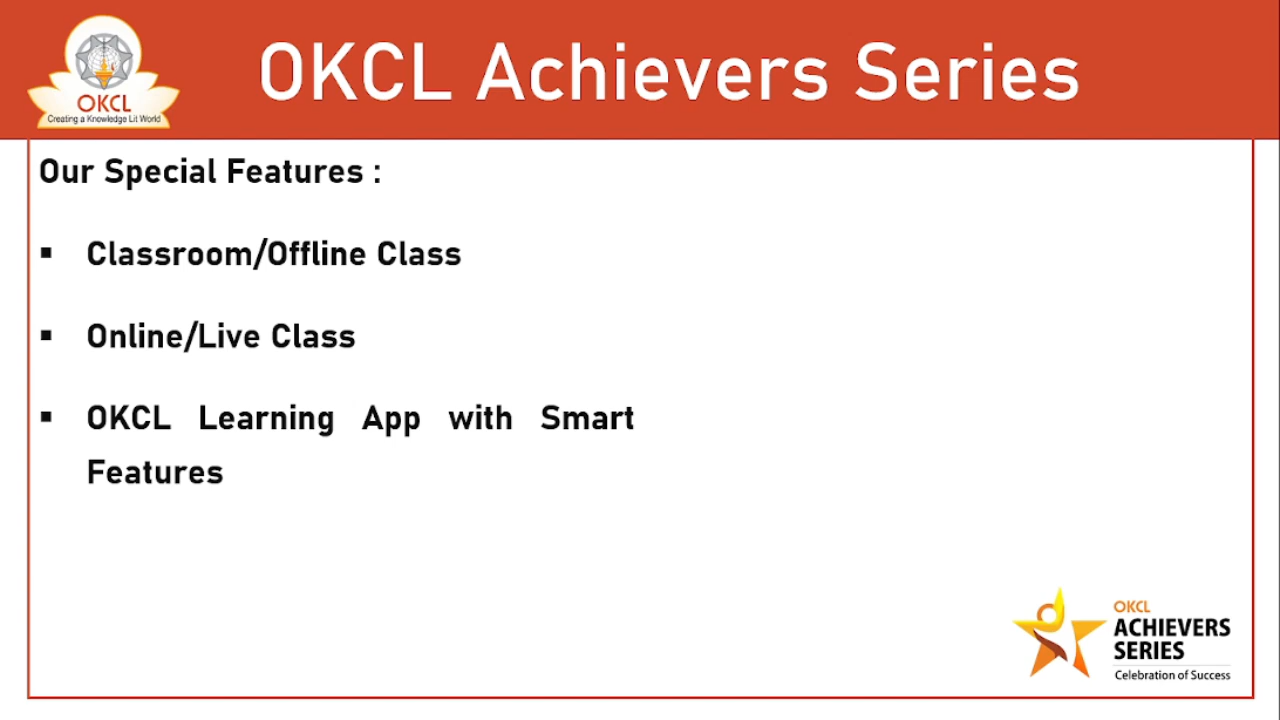 OKCL
Creating a Knowledge Lit World
OKCL Achievers Series
Our Special Features :
▪ Classroom/Offline Class
▪ Online/Live Class
▪ OKCL Learning App with Smart
Features
OKCL
ACHIEVERS
SERIES
Celebration of Success